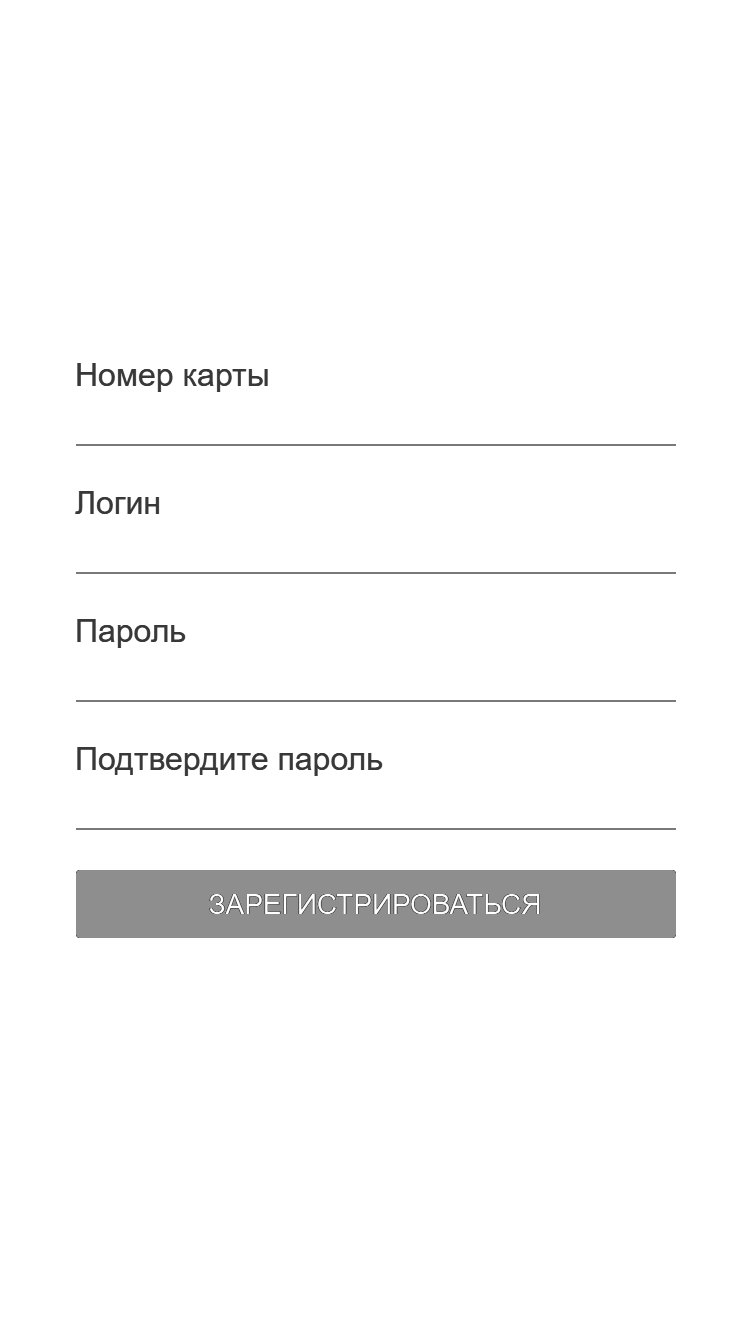 Номер карты
Логин
Пароль
Подтвердите пароль
ЗАРЕГИСТРИРОВАТЬСЯ